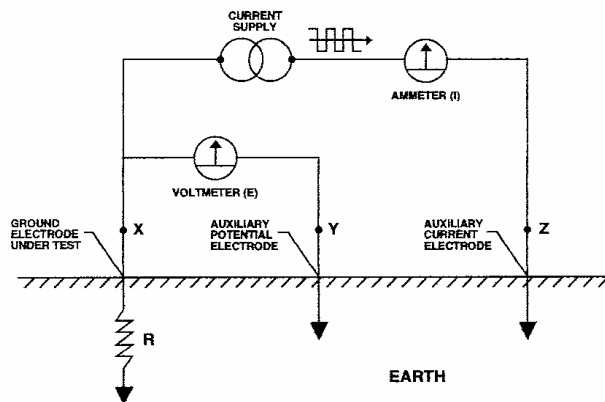 CURRENT
SUPPLY
AMMETER (I)
VOLTMETER (E)
GROUND
ELECTRODE
UNDER TEST
X
AUXILIARY
POTENTIAL
ELECTRODE
Y
AUXILIARY
CURRENT
ELECTRODE
Z
R
EARTH